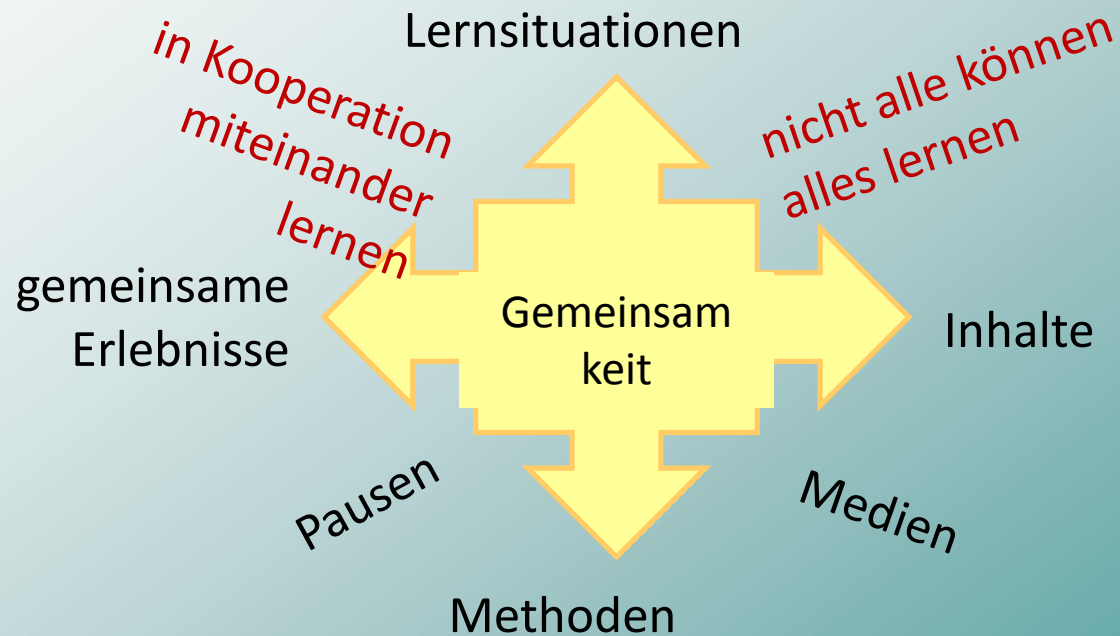 Lernsituationen
in Kooperation
miteinander
lernen
nicht alle können
alles lernen
gemeinsame
Erlebnisse
Gemeinsam
keit
Inhalte
Pausen
Medien
Methoden